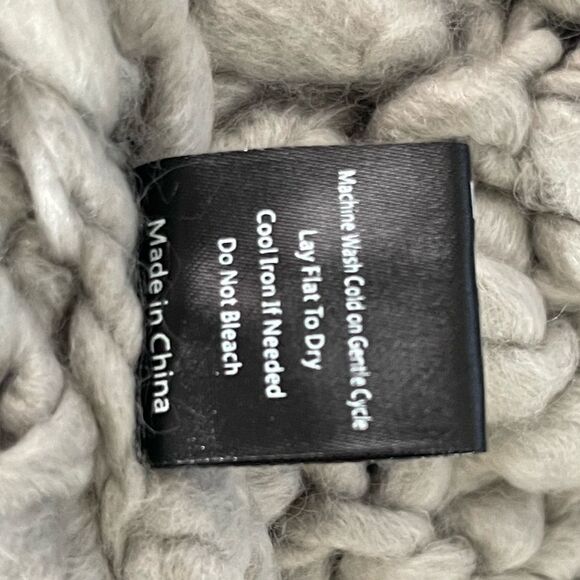 Machine Wash Cold on Gentle Cycle
Lay Flat To Dry
Cool Iron If Needed
Do Not Bleach
Made in China